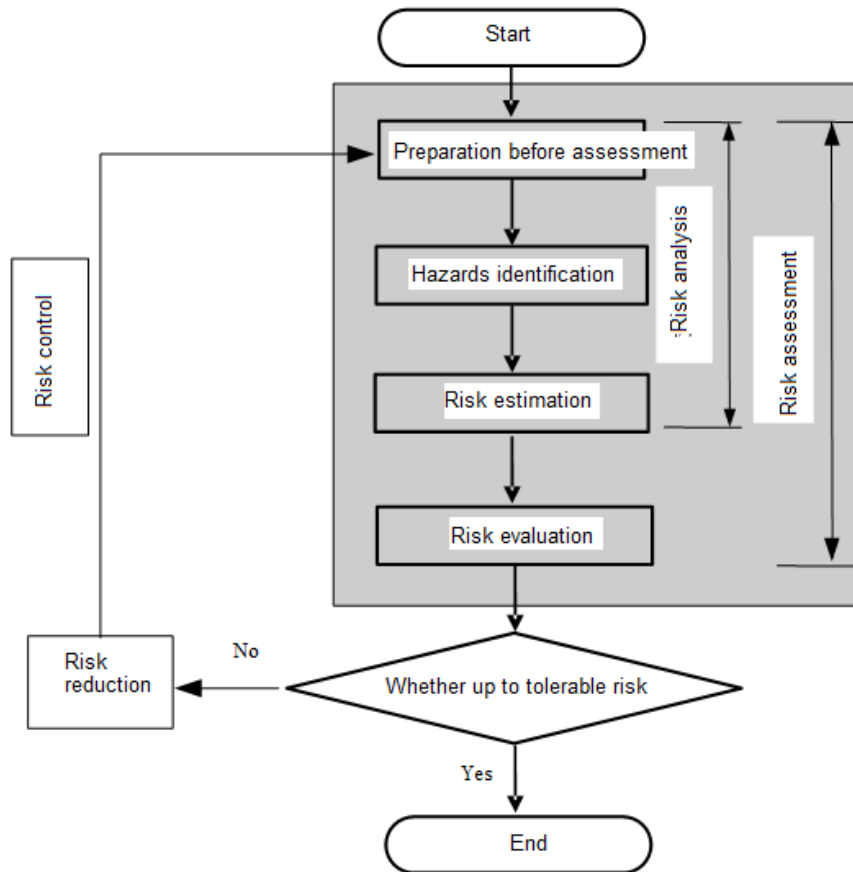 Start
Preparation before assessment
Hazards identification
Risk analysis
Risk assessment
Risk control
Risk estimation
Risk evaluation
No
Risk
reduction
Whether up to tolerable risk
Yes
End